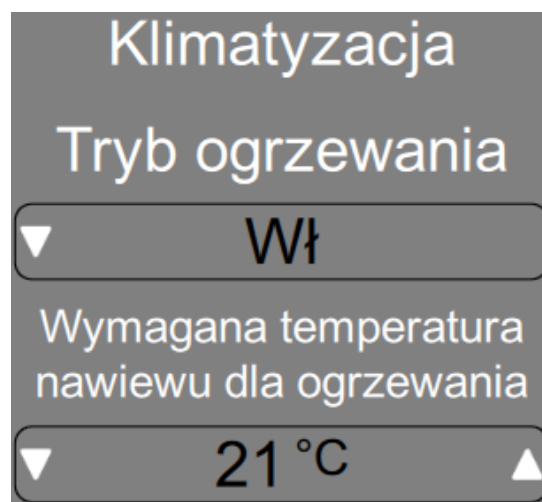 Klimatyzacja
Tryb ogrzewania
Wł
Wymagana temperatura
nawiewu dla ogrzewania
21 °C